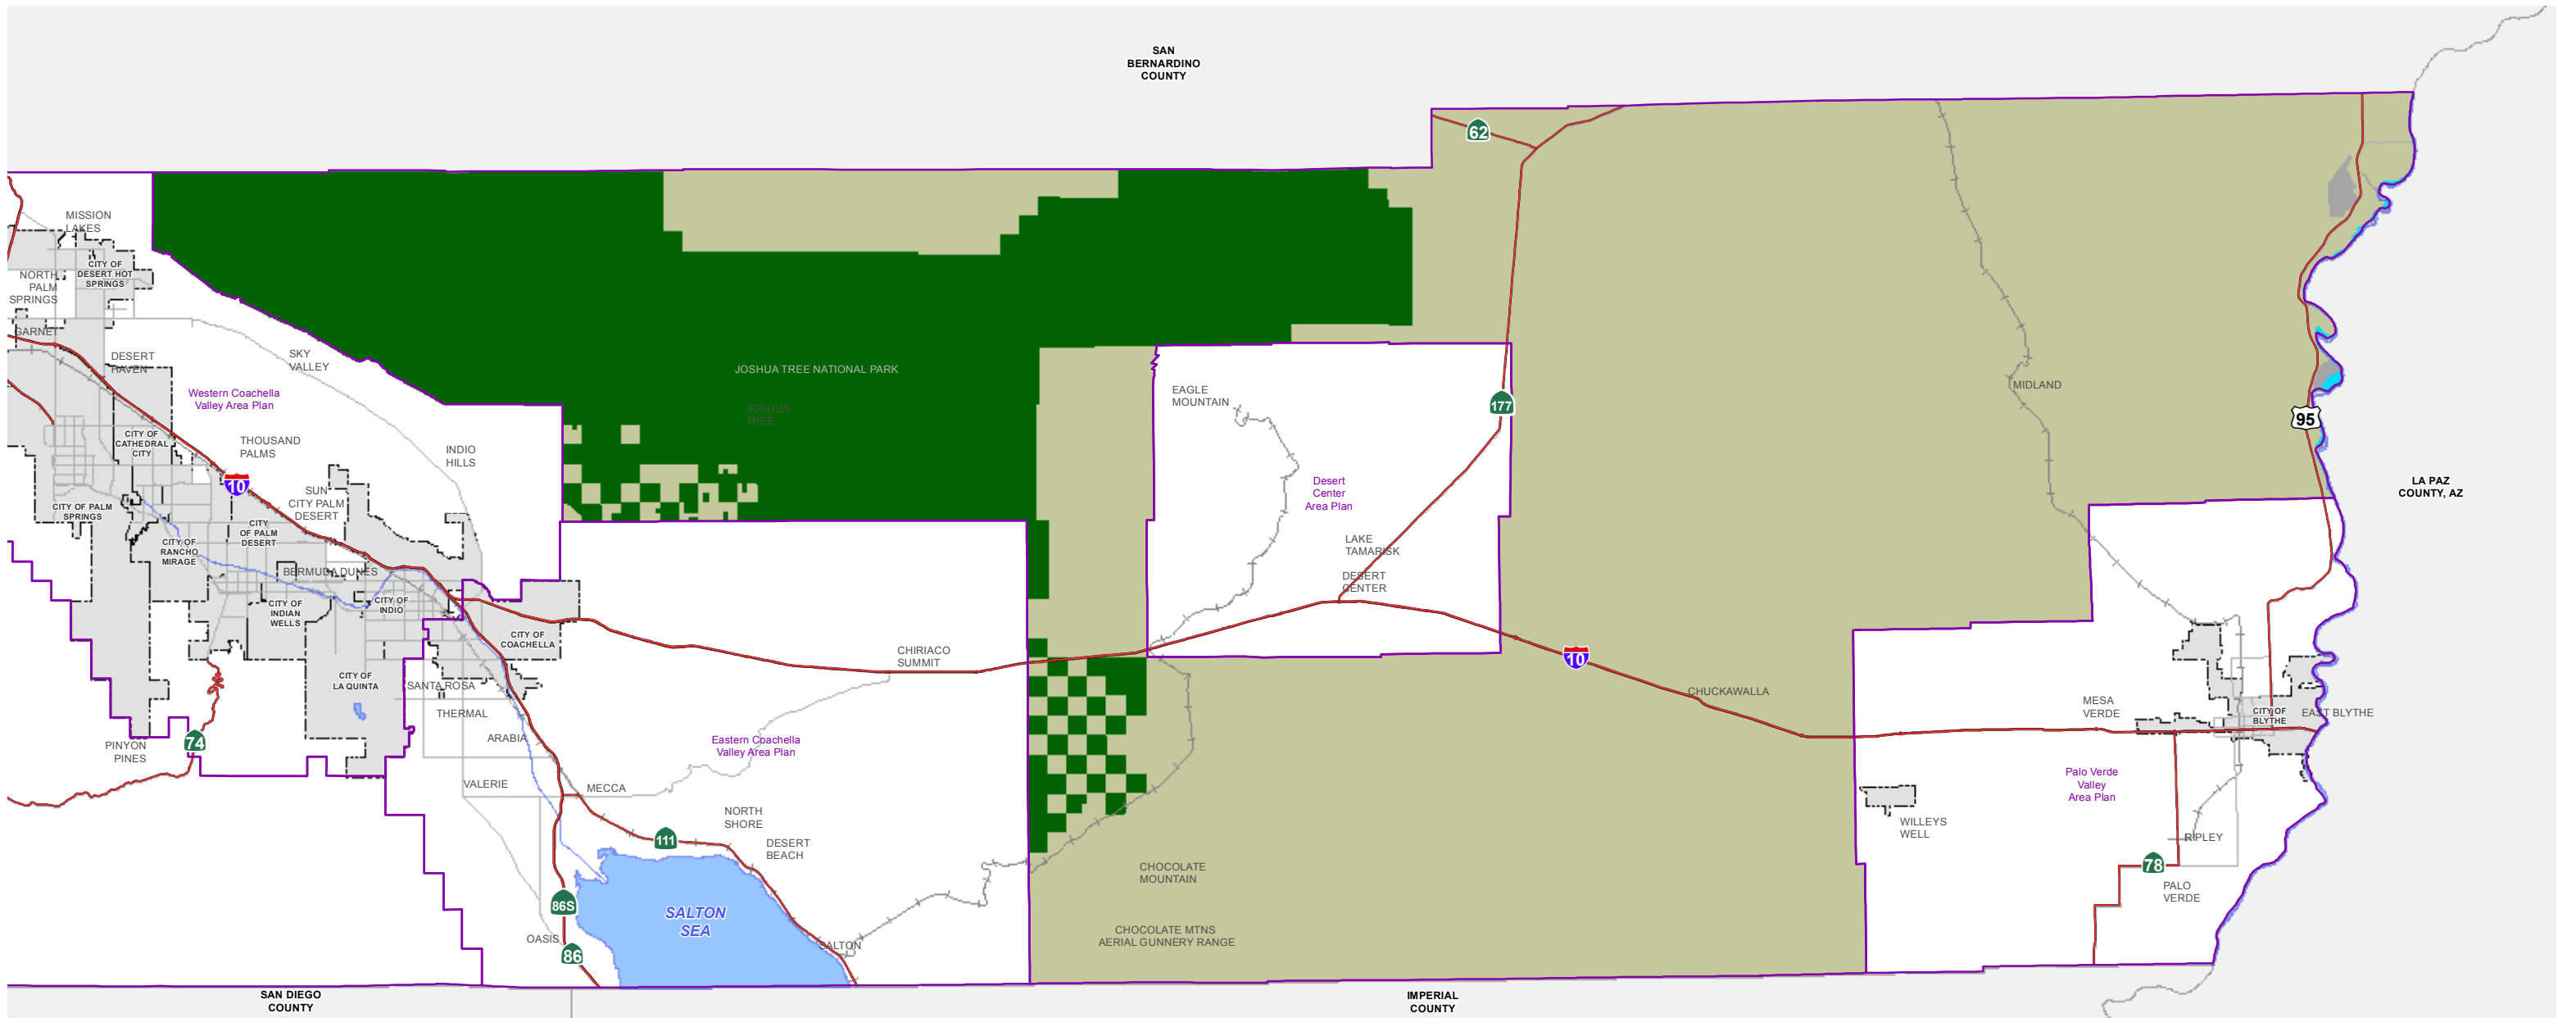 SAN
BERNARDINO
COUNTY
62
MISSION
LAKES
CITY OF
DESERT HOT
SPRINGS
NORTH
PALM
SPRINGS
GARNET
DESERT
HAVEN
SKY
VALLEY
Western Coachella
Valley Area Plan
JOSHUA TREE NATIONAL PARK
JOSHUA
TREE
EAGLE
MOUNTAIN
177
MIDLAND
95
CITY OF
CATHEDRAL
CITY
THOUSAND
PALMS
INDIO
HILLS
10
SUN
CITY PALM
DESERT
Desert
Center
Area Plan
LA PAZ
COUNTY, AZ
CITY OF PALM
SPRINGS
CITY
OF PALM
DESERT
CITY OF
RANCHO
MIRAGE
BERMUDA DUNES
LAKE
TAMARISK
DESERT
CENTER
CITY OF
INDIAN
WELLS
CITY OF
INDIO
CITY OF
COACHELLA
CHIRIACO
SUMMIT
10
CITY OF
LA QUINTA
SANTA ROSA
CHUCKAWALLA
THERMAL
MESA
VERDE
CITY OF
BLYTHE
EAST BLYTHE
74
PINYON
PINES
ARABIA
Eastern Coachella
Valley Area Plan
VALERIE
MECCA
Palo Verde
Valley
Area Plan
NORTH
SHORE
111
DESERT
BEACH
WILLEYS
WELL
RIPLEY
78
CHOCOLATE
MOUNTAIN
PALO
VERDE
86S
SALTON
SEA
OASIS
86
SALTON
CHOCOLATE MTNS
AERIAL GUNNERY RANGE
SAN DIEGO
COUNTY
IMPERIAL
COUNTY